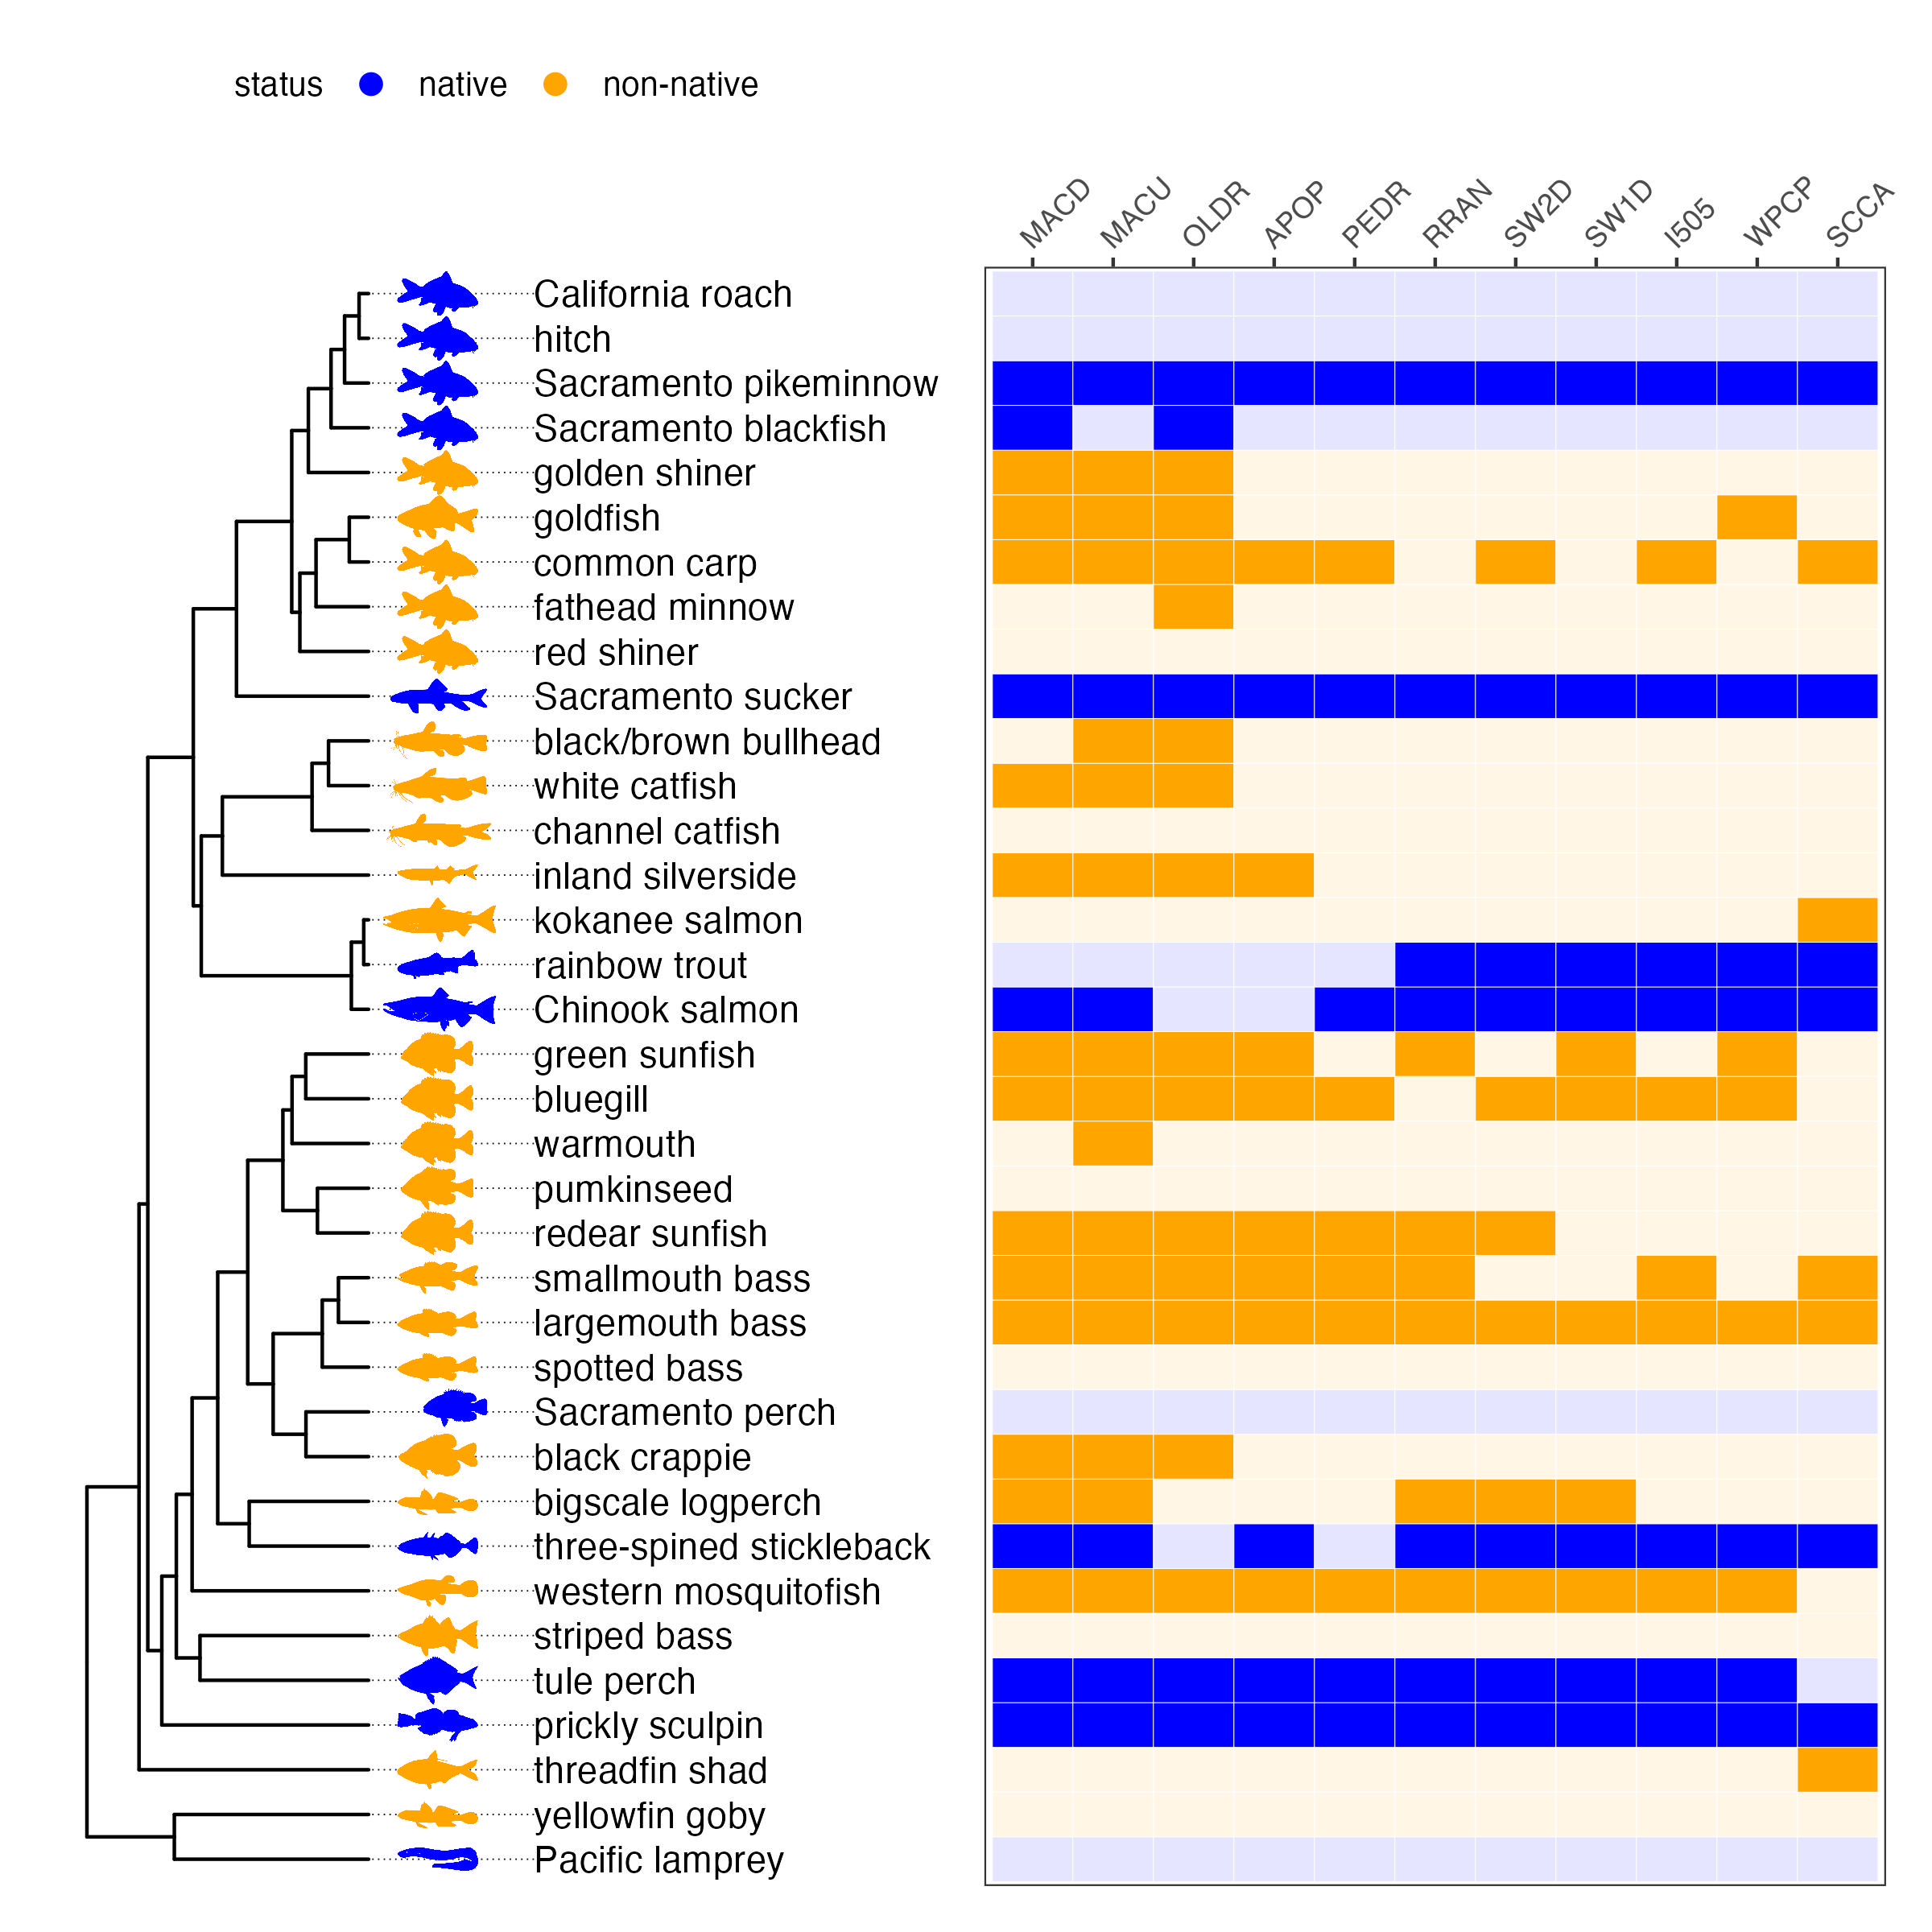 status native non-native
MACD MACU OLDR APOP PEDR RRAN SW2D SW1D I505 WPCP SCCA
California roach
hitch
Sacramento pikeminnow
Sacramento blackfish
golden shiner
goldfish
common carp
fathead minnow
red shiner
Sacramento sucker
black/brown bullhead
white catfish
channel catfish
inland silverside
kokanee salmon
rainbow trout
Chinook salmon
green sunfish
bluegill
warmouth
pumkinseed
redear sunfish
smallmouth bass
largemouth bass
spotted bass
Sacramento perch
black crappie
bigscale logperch
three-spined stickleback
western mosquitofish
striped bass
tule perch
prickly sculpin
threadfin shad
yellowfin goby
Pacific lamprey